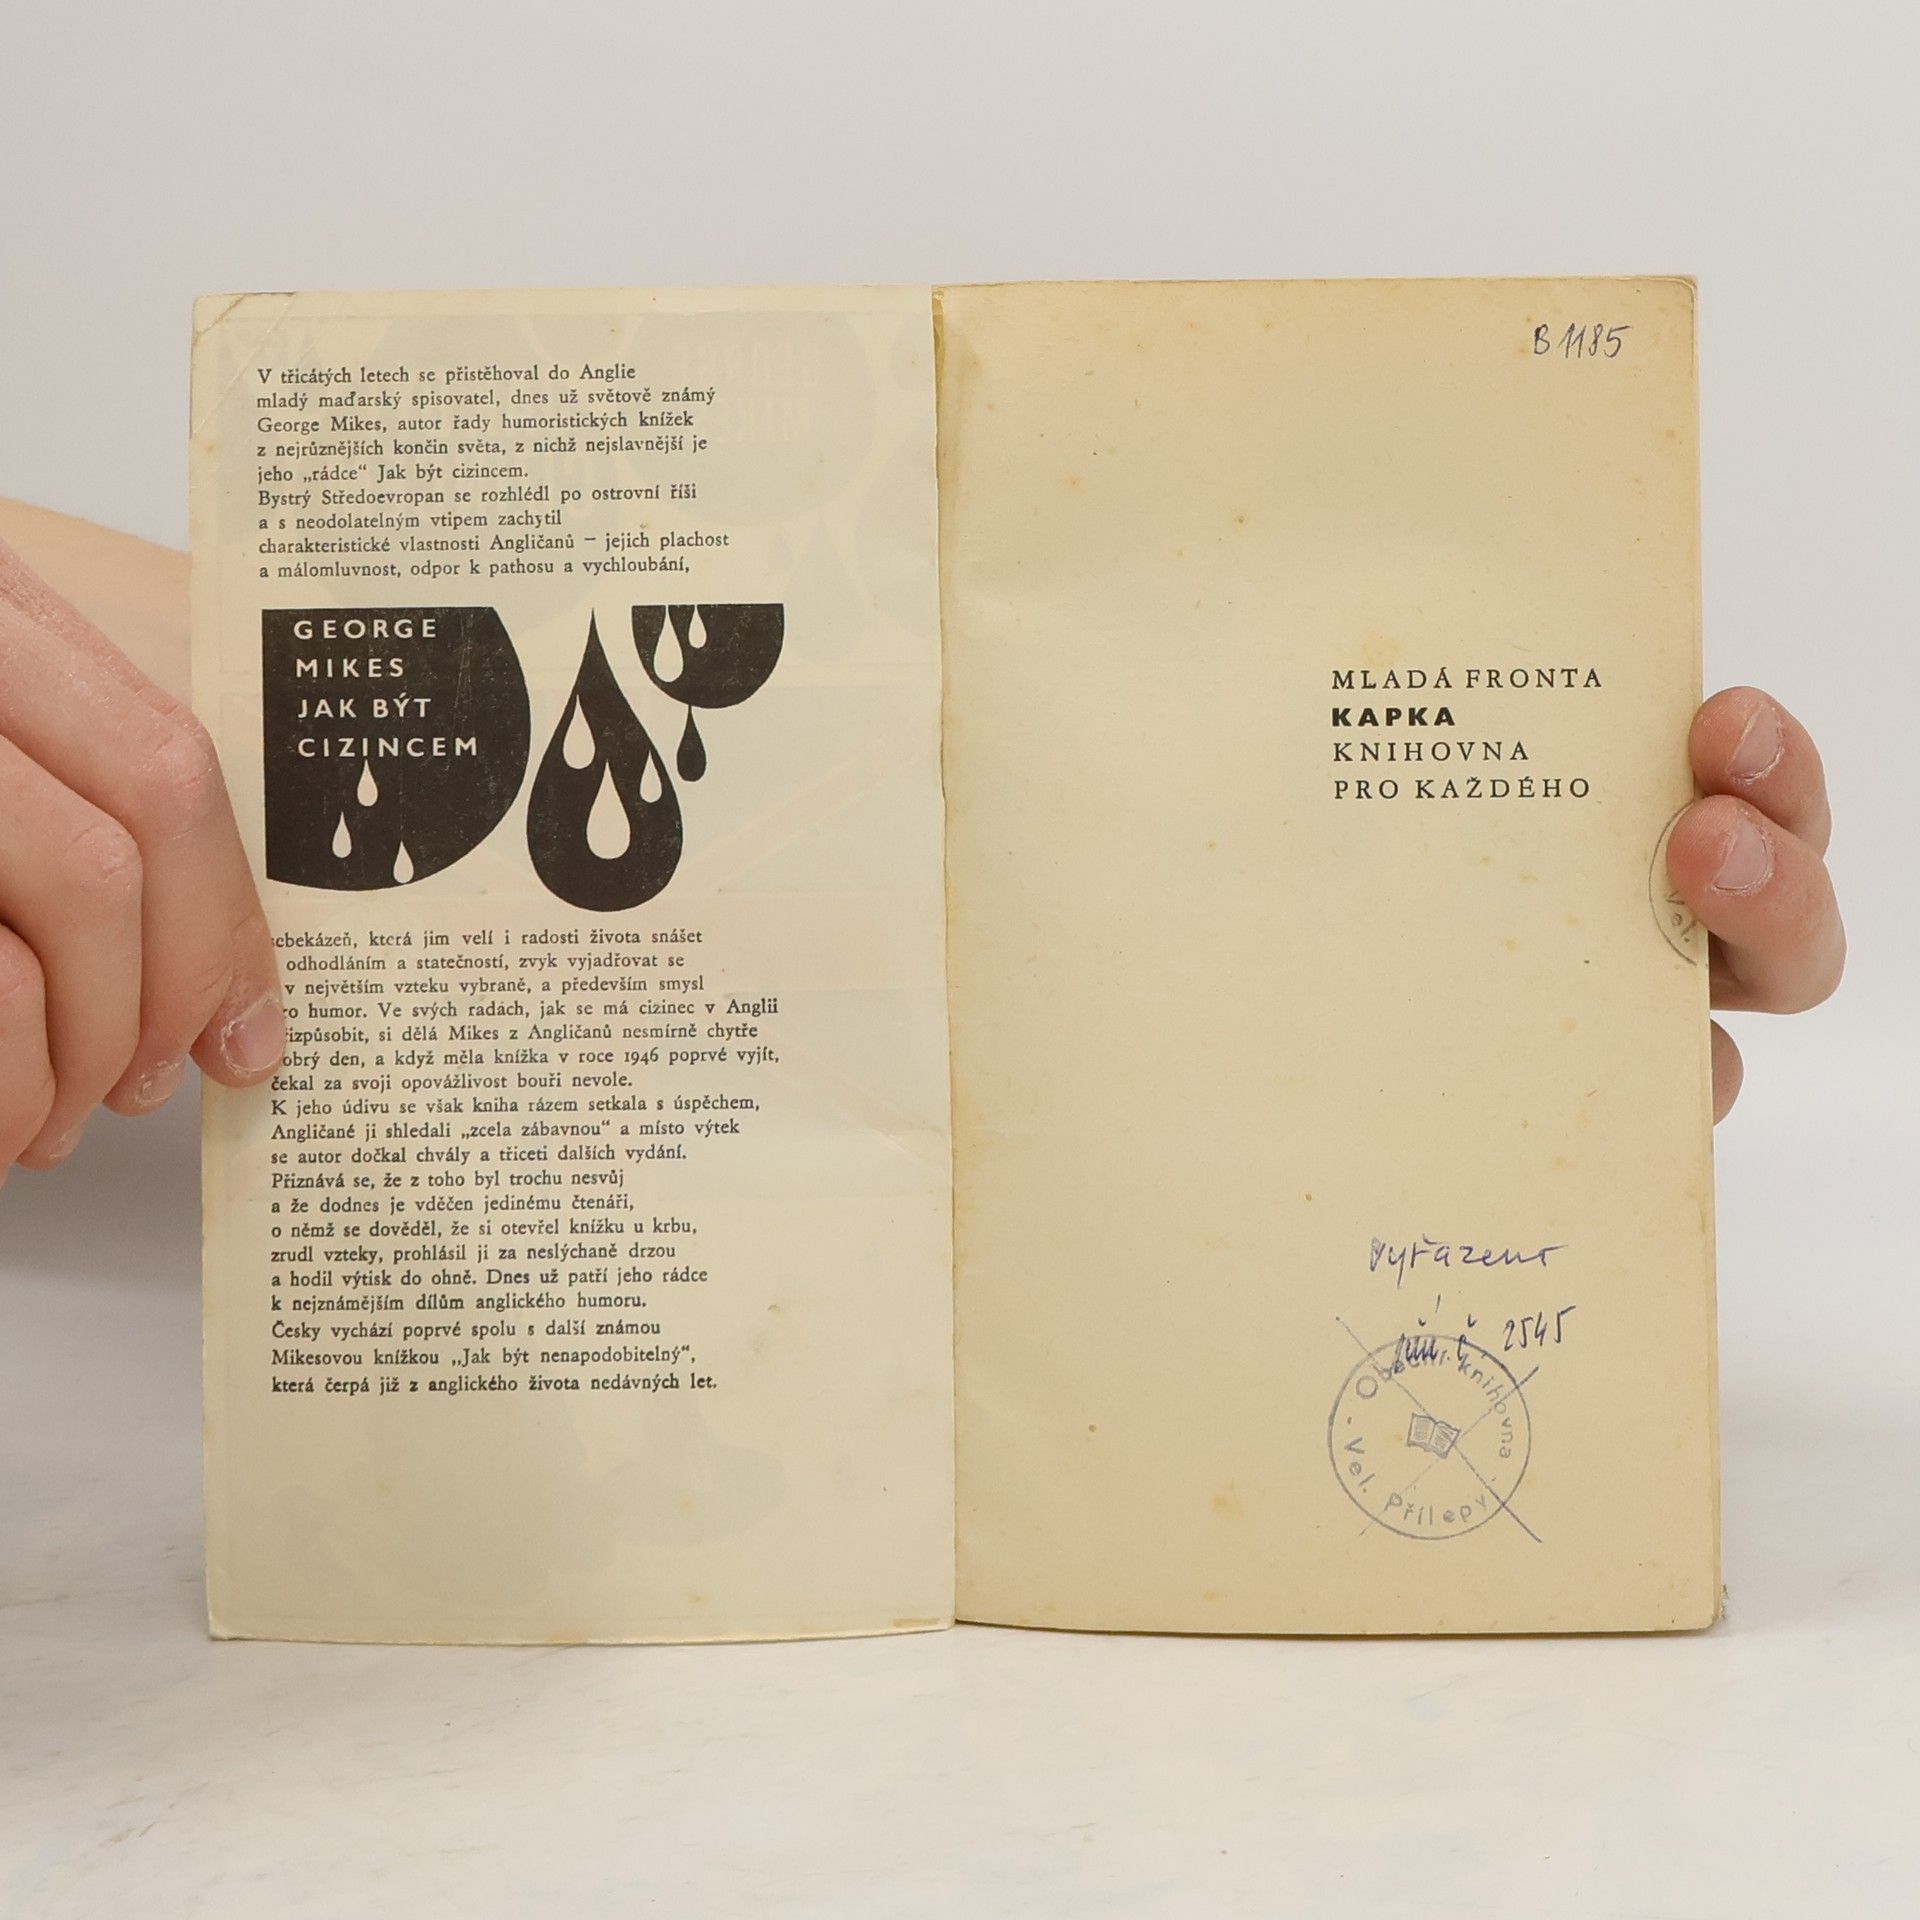 V třicátých letech se přistěhoval do Anglie
mladý maďarský spisovatel, dnes už světově známý
George Mikes, autor řady humoristických knížek
z nejrůznějších končin světa, z nichž nejslavnější je
jeho „rádce“ Jak být cizincem.
Bystrý Středoevropan se rozhlédl po ostrovní říši
a s neodolatelným vtipem zachytil
charakteristické vlastnosti Angličanů – jejich plachost
a málomluvnost, odpor k pathosu a vychloubání,
GEORGE
MIKES
JAK BÝT
CIZINCEM
sebekázeň, která jim velí i radosti života snášet
odhodláním a statečností, zvyk vyjadřovat se
v největším vzteku vybraně, a především smysl
ro humor. Ve svých radách, jak se má cizinec v Anglii
řizpůsobit, si dělá Mikes z Angličanů nesmírně chytře
obrý den, a když měla knížka v roce 1946 poprvé vyjít,
čekal za svoji opovážlivost bouři nevole.
K jeho údivu se však kniha rázem setkala s úspěchem,
Angličané ji shledali „zcela zábavnou“ a místo výtek
se autor dočkal chvály a třiceti dalších vydání.
Přiznává se, že z toho byl trochu nesvůj
a že dodnes je vděčen jedinému čtenáři,
o němž se dověděl, že si otevřel knížku u krbu,
zrudl vzteky, prohlásil ji za neslýchaně drzou
a hodil výtisk do ohně. Dnes už patří jeho rádce
k nejznámějším dílům anglického humoru.
Česky vychází poprvé spolu s další známou
Mikesovou knížkou „Jak být nenapodobitelný“,
která čerpá již z anglického života nedávných let.
B 1185
MLADÁ FRONTA
KAPKA
KNIHOVNA
PRO KAŽDÉHO
Vel.
vyřazeno
2545
Obecní knihovna
Vel. Přílepy